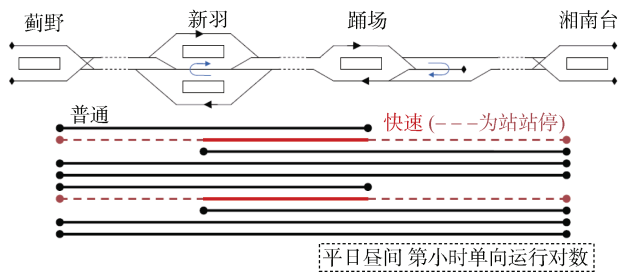 蓟野 新羽 踊场 湘南台
普通 快速 (---为站站停)
平日昼间 第小时单向运行对数